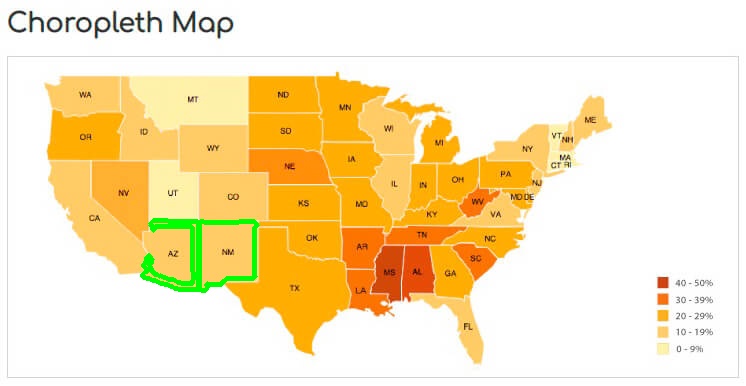 Choropleth Map
WA
MT
ND
MN
ME
OR
ID
SD
WI
MI
VT
NH
NY
WY
MA
CT RI
NE
IA
PA
NJ
NV
UT
CO
IL
IN
OH
MD DE
WV
VA
CA
KS
MO
KY
AZ
NM
OK
AR
TN
NC
SC
MS
AL
GA
TX
LA
FL
40 - 50%
30 - 39%
20 - 29%
10 - 19%
0 - 9%